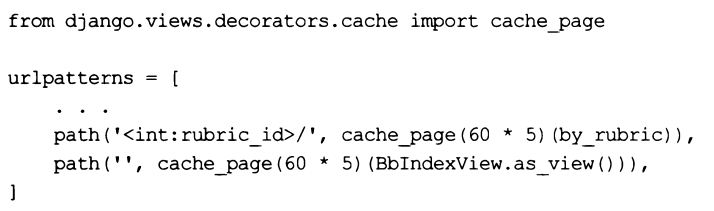 from django.views.decorators.cache import cache_page
urlpatterns = [
. . .
path('<int:rubric_id>/', cache_page(60 * 5)(by_rubric)),
path('', cache_page(60 * 5)(BbIndexView.as_view())),
]